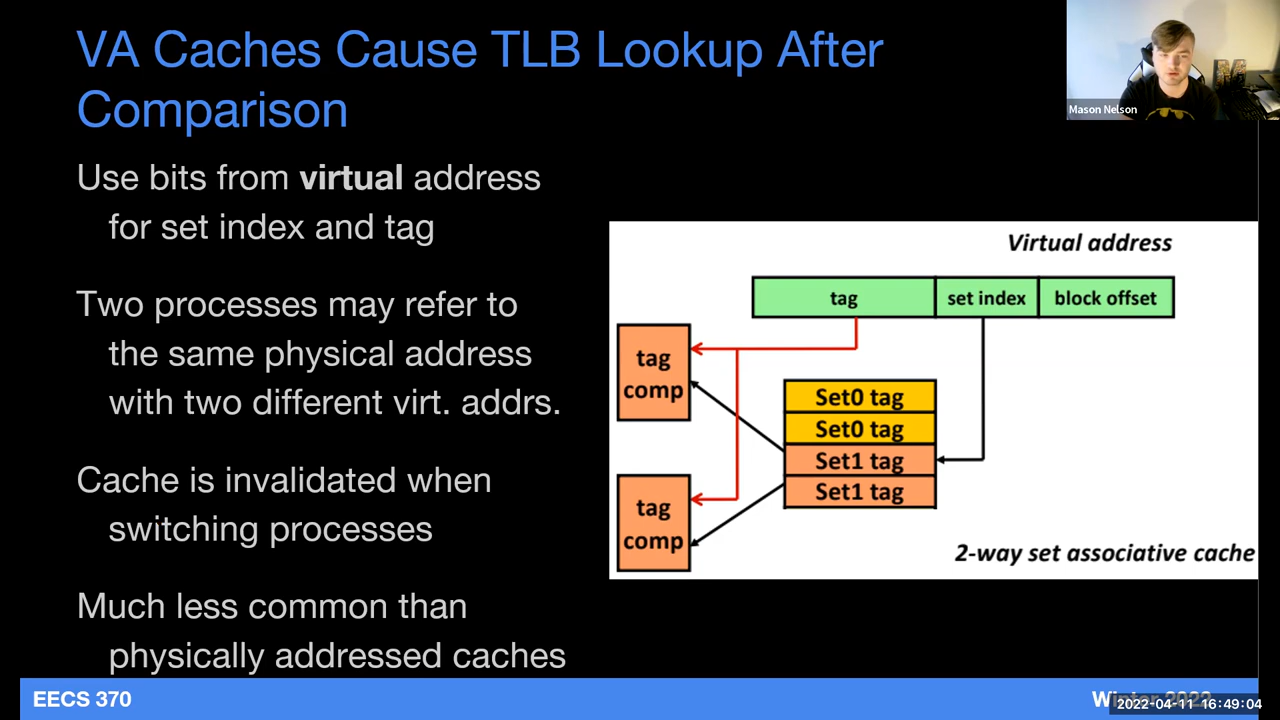 VA Caches Cause TLB Lookup After
Comparison
Mason Nelson
Use bits from virtual address
for set index and tag
Two processes may refer to
the same physical address
with two different virt. addrs.
Cache is invalidated when
switching processes
Much less common than
physically addressed caches
Virtual address
tag
set index
block offset
tag
comp
Set0 tag
Set0 tag
Set1 tag
Set1 tag
tag
comp
2-way set associative cache
EECS 370
Winter 2022
2022-04-11 16:49:04